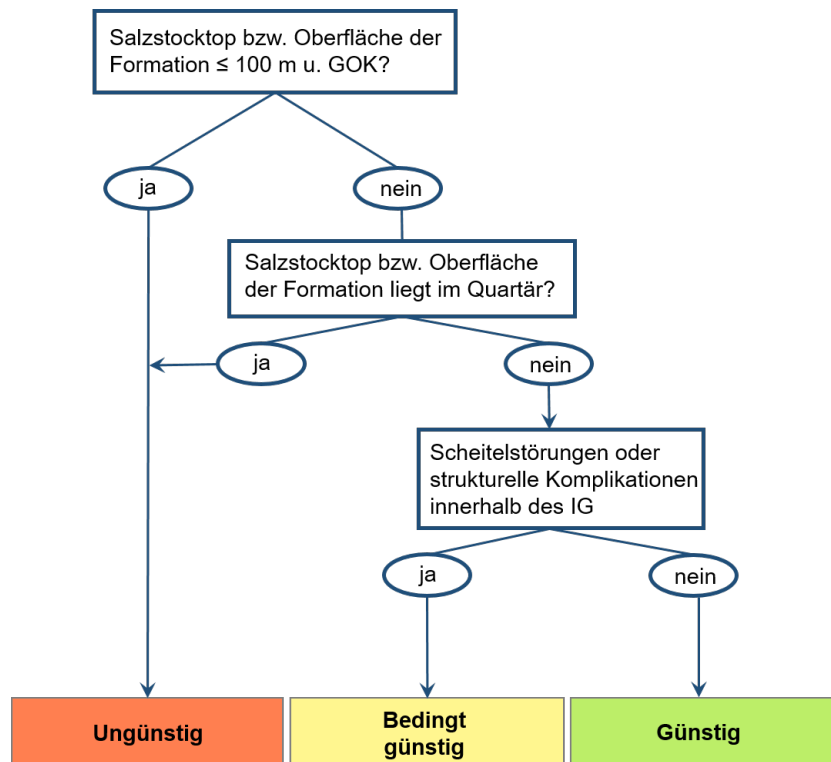 Salzstocktop bzw. Oberfläche der
Formation ≤ 100 m u. GOK?
ja
nein
Salzstocktop bzw. Oberfläche
der Formation liegt im Quartär?
ja
nein
Scheitelstörungen oder
strukturelle Komplikationen
innerhalb des IG
ja
nein
Ungünstig
Bedingt
günstig
Günstig